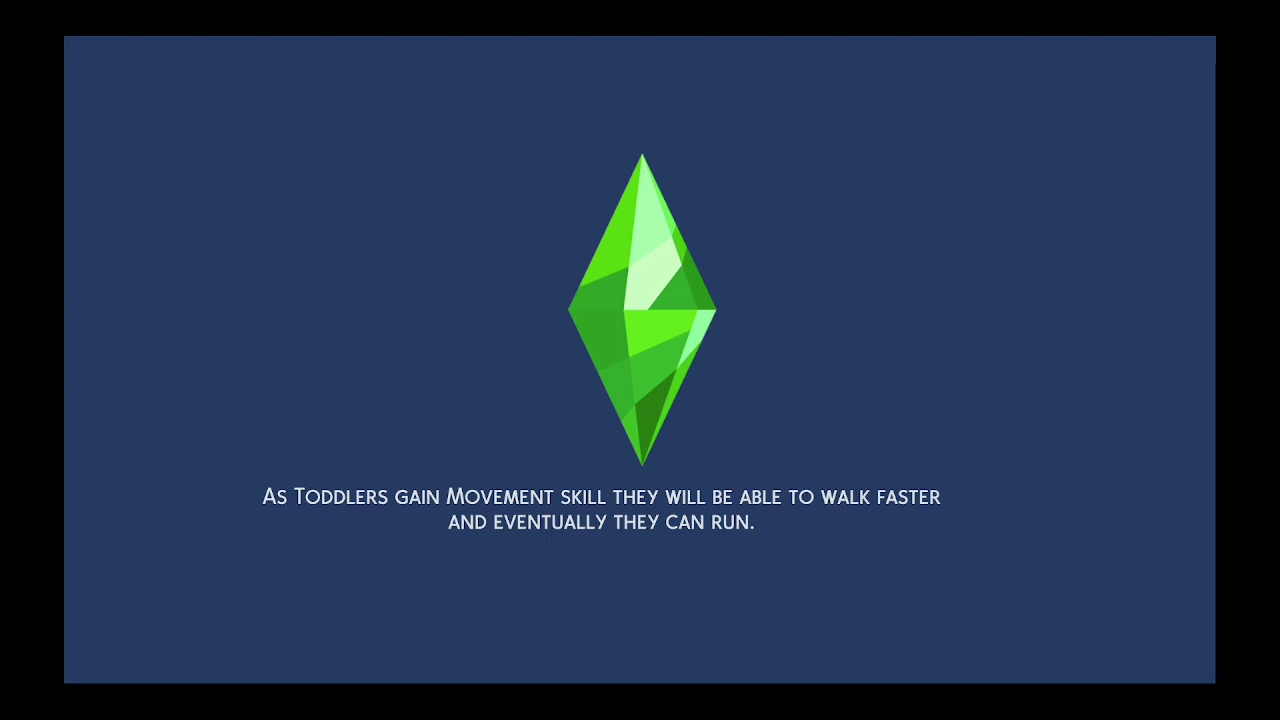 As Toddlers gain Movement skill they will be able to walk faster
and eventually they can run.